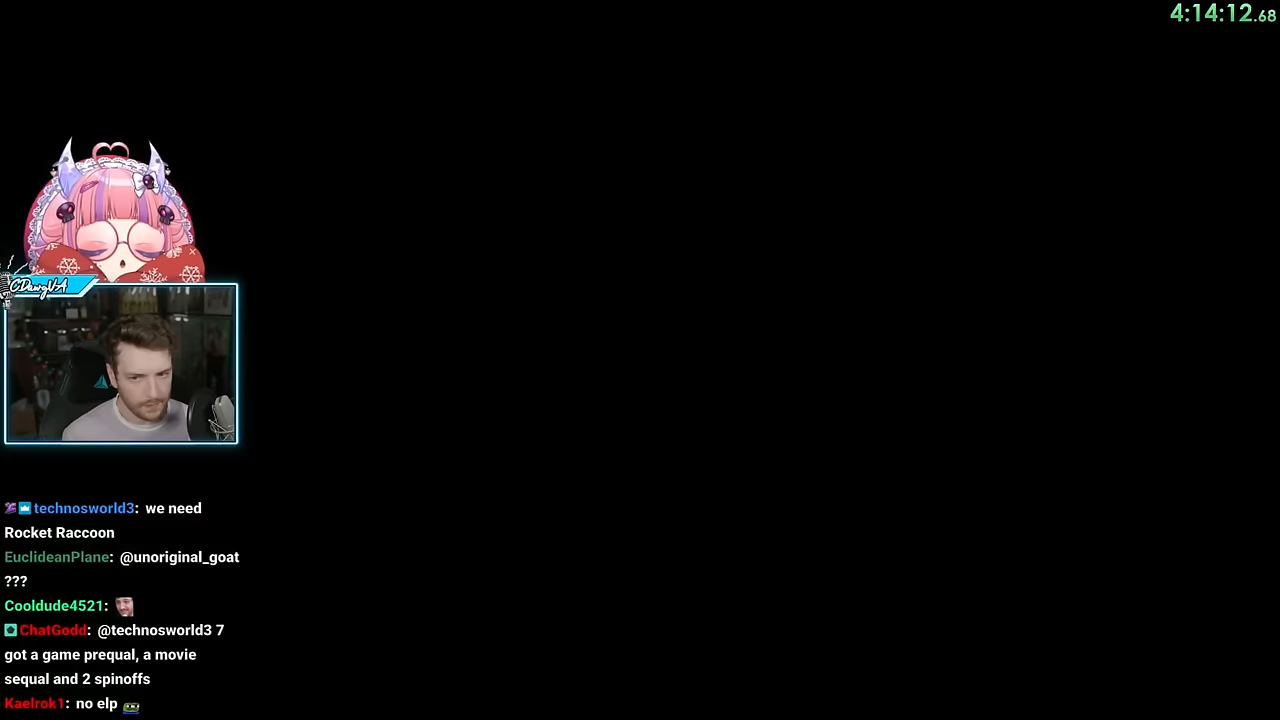 4:14:12.68
CDawgVA
technosworld3: we need
Rocket Raccoon
EuclideanPlane: @unoriginal_goat
???
Cooldude4521:
ChatGodd: @technosworld3 7
got a game prequal, a movie
sequal and 2 spinoffs
Kaelrok1: no elp